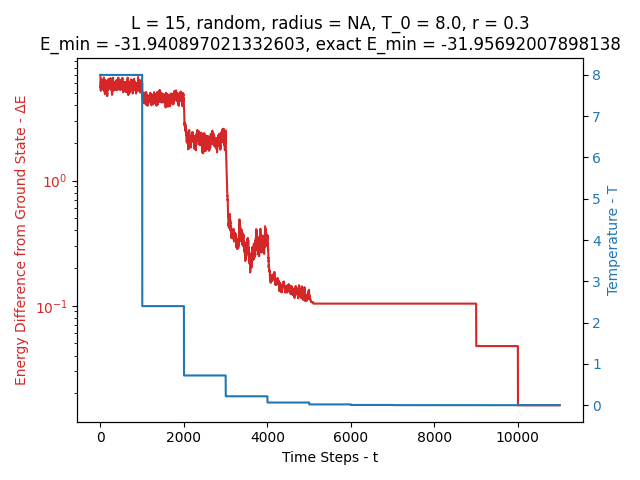 L = 15, random, radius = NA, T_0 = 8.0, r = 0.3
E_min = -31.940897021332603, exact E_min = -31.95692007898138
Energy Difference from Ground State - ΔE
10⁰
10⁻¹
8
7
6
5
4
3
2
1
0
Temperature - T
0 2000 4000 6000 8000 10000
Time Steps - t